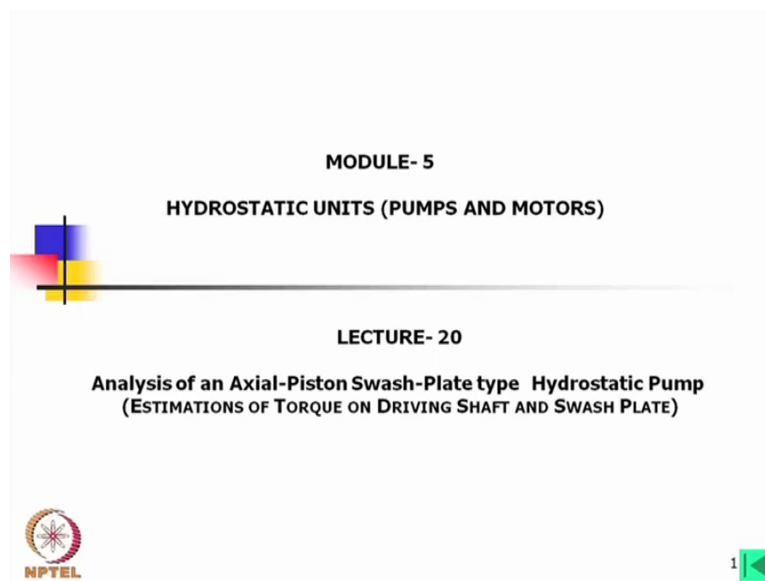 MODULE- 5
HYDROSTATIC UNITS (PUMPS AND MOTORS)
LECTURE- 20
Analysis of an Axial-Piston Swash-Plate type Hydrostatic Pump
(ESTIMATIONS OF TORQUE ON DRIVING SHAFT AND SWASH PLATE)
NPTEL
1